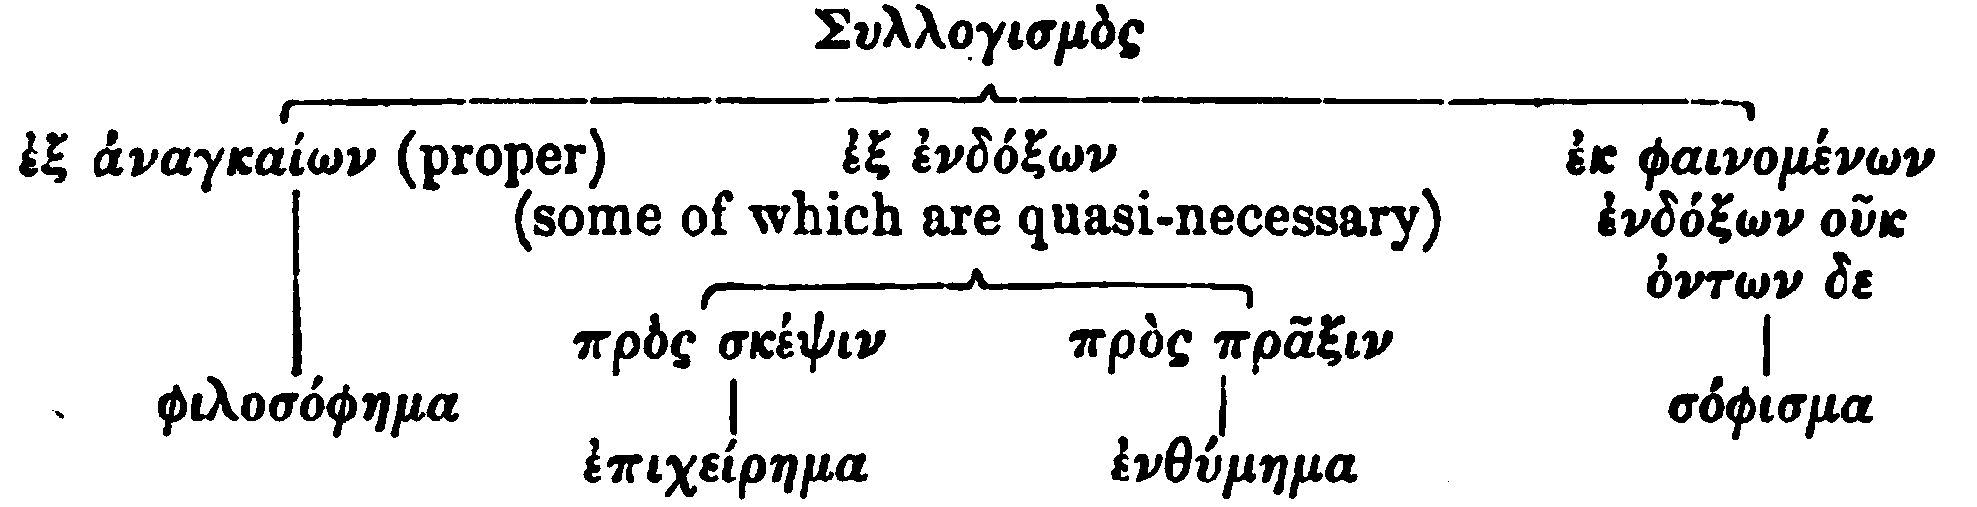 Συλλογισμὸς
ἐξ ἀναγκαίων (proper) ἐξ ἐνδόξων ἐκ φαινομένων
(some of which are quasi-necessary) ἐνδόξων οῦκ
ὀντων δε
πρὸς σκέψιν πρὸς πρᾶξιν
φιλοσόφημα σόφισμα
ἐπιχείρημα ἐνθύμημα